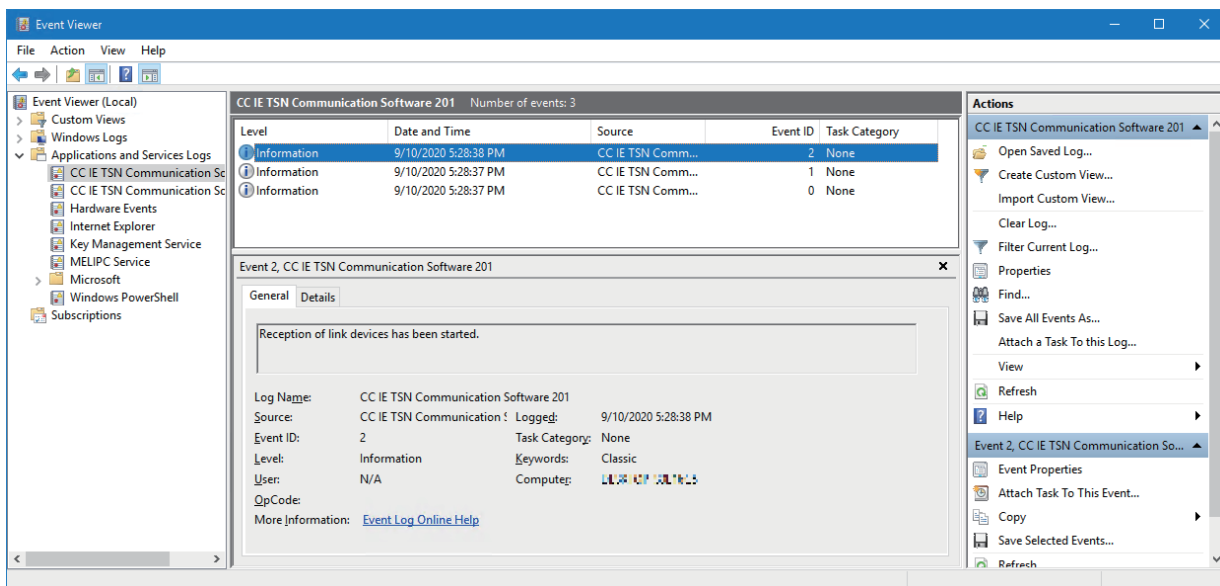 Event Viewer
File Action View Help
Event Viewer (Local)
Custom Views
Windows Logs
Applications and Services Logs
CC IE TSN Communication Sc
CC IE TSN Communication Sc
Hardware Events
Internet Explorer
Key Management Service
MELIPC Service
Microsoft
Windows PowerShell
Subscriptions
CC IE TSN Communication Software 201 Number of events: 3
Level Date and Time Source Event ID Task Category
Information 9/10/2020 5:28:38 PM CC IE TSN Comm... 2 None
Information 9/10/2020 5:28:37 PM CC IE TSN Comm... 1 None
Information 9/10/2020 5:28:37 PM CC IE TSN Comm... 0 None
Event 2, CC IE TSN Communication Software 201
General Details
Reception of link devices has been started.
Log Name: CC IE TSN Communication Software 201
Source: CC IE TSN Communication S Logged: 9/10/2020 5:28:38 PM
Event ID: 2 Task Category: None
Level: Information Keywords: Classic
User: N/A Computer:
OpCode:
More Information: Event Log Online Help
Actions
CC IE TSN Communication Software 201
Open Saved Log...
Create Custom View...
Import Custom View...
Clear Log...
Filter Current Log...
Properties
Find...
Save All Events As...
Attach a Task To this Log...
View
Refresh
Help
Event 2, CC IE TSN Communication So...
Event Properties
Attach Task To This Event...
Copy
Save Selected Events...
Refresh